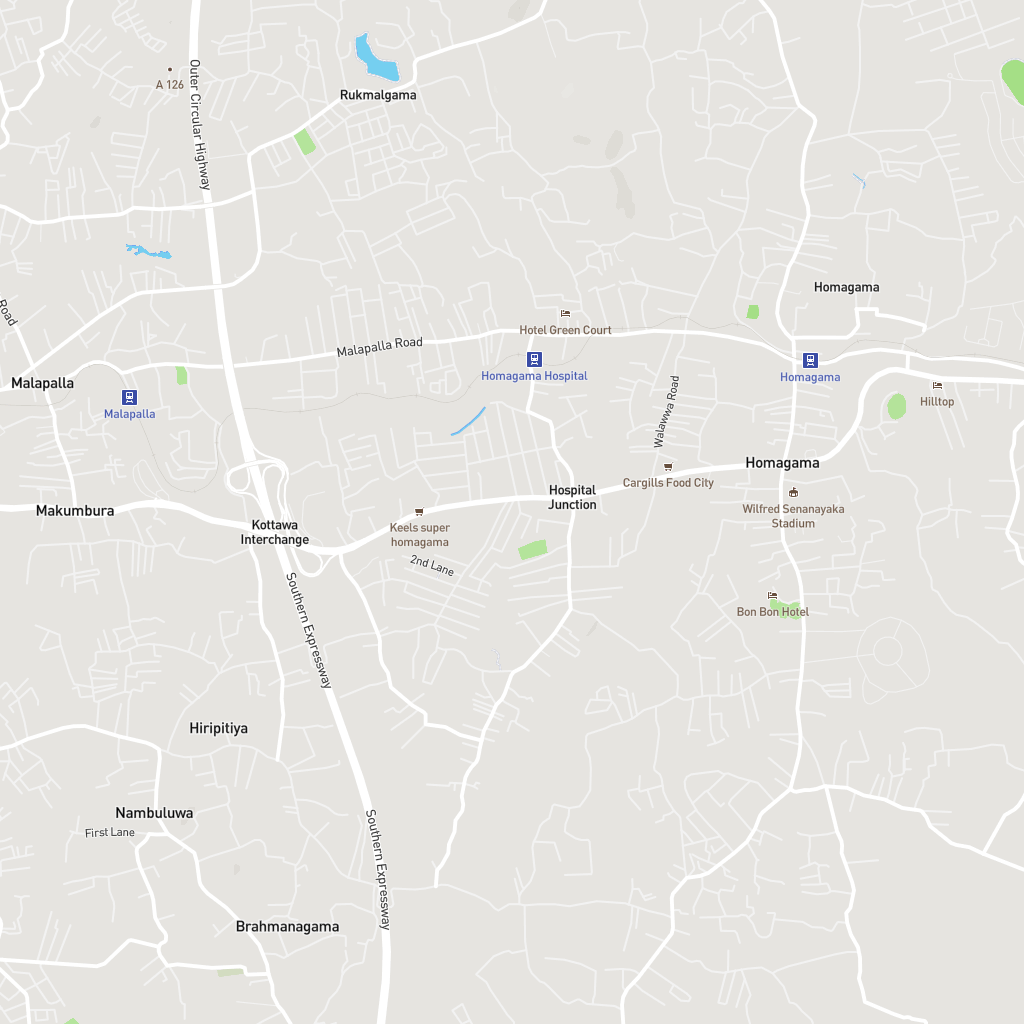 Outer Circular Highway
A 126
Rukmalgama
Homagama
Road
Hotel Green Court
Malapalla Road
Homagama Hospital
Homagama
Malapalla
Malapalla
Walawwa Road
Hilltop
Homagama
Cargills Food City
Hospital
Junction
Wilfred Senanayaka
Stadium
Makumbura
Kottawa
Interchange
Keels super
homagama
2nd Lane
Southern Expressway
Bon Bon Hotel
Hiripitiya
Nambuluwa
First Lane
Southern Expressway
Brahmanagama